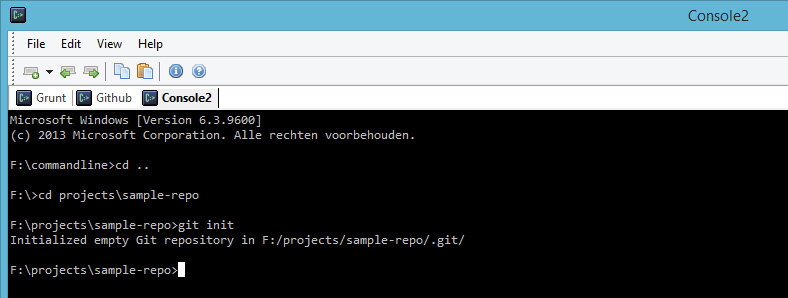 Console2
File Edit View Help
Grunt Github Console2
Microsoft Windows [Version 6.3.9600]
(c) 2013 Microsoft Corporation. Alle rechten voorbehouden.
F:\commandline>cd ..
F:\>cd projects\sample-repo
F:\projects\sample-repo>git init
Initialized empty Git repository in F:/projects/sample-repo/.git/
F:\projects\sample-repo>